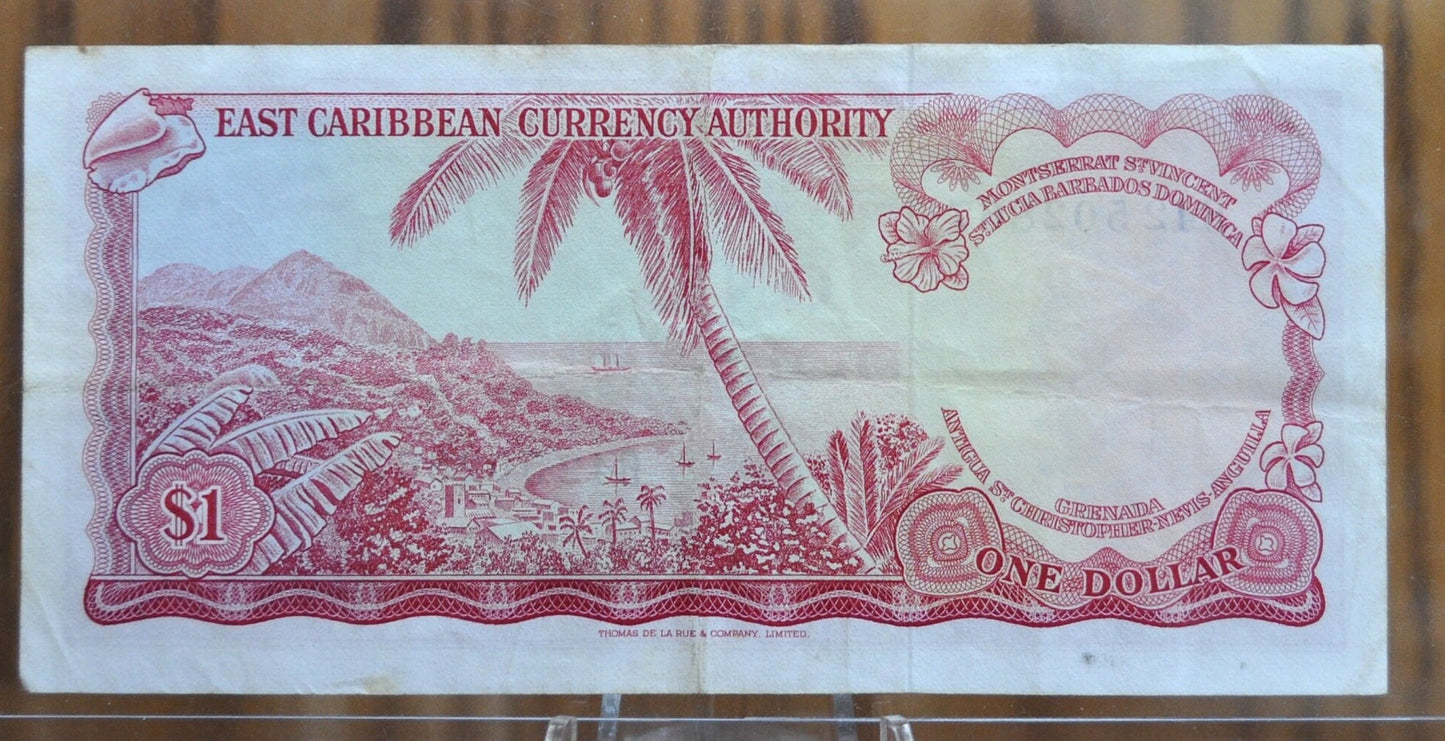 EAST CARIBBEAN CURRENCY AUTHORITY
MONTSERRAT ST VINCENT
ST LUCIA BARBADOS DOMINICA
$1
GRENADA
ANTIGUA ST CHRISTOPHER-NEVIS-ANGUILLA
ONE DOLLAR
THOMAS DE LA RUE & COMPANY, LIMITED.